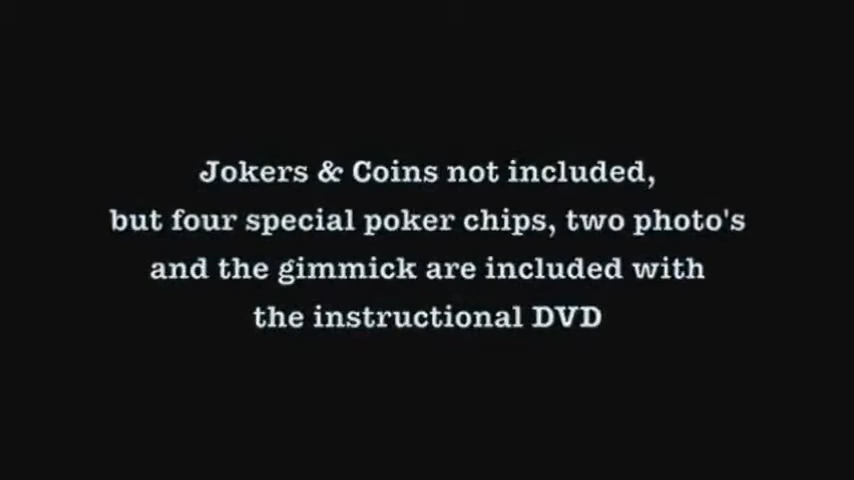 Jokers & Coins not included,
but four special poker chips, two photo's
and the gimmick are included with
the instructional DVD